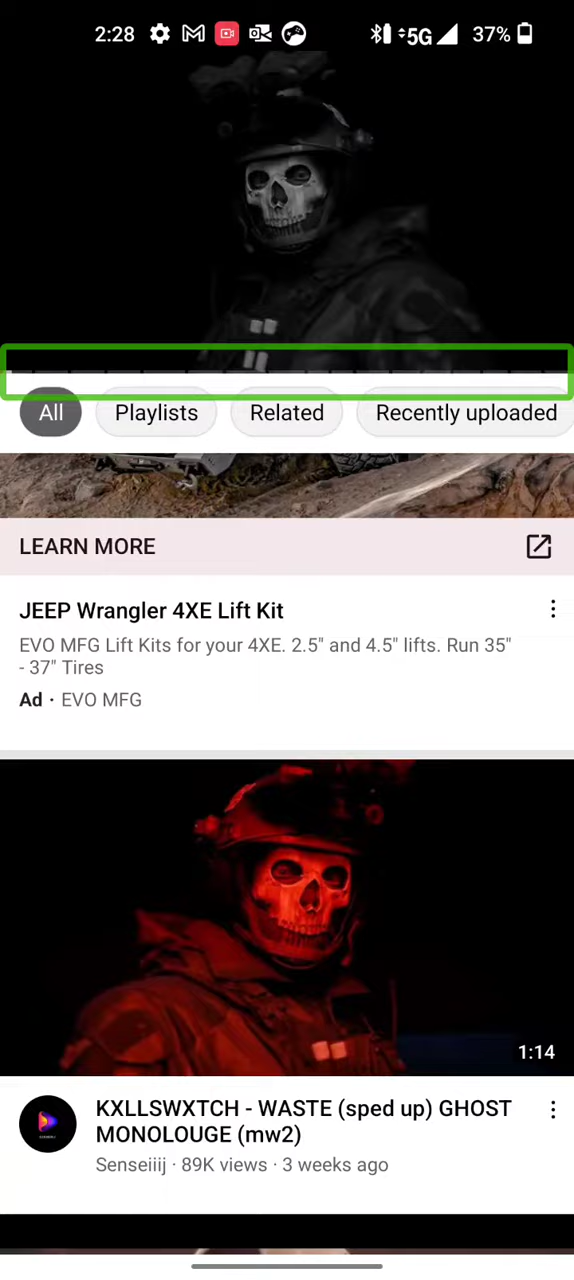 2:28
5G
37%
All
Playlists
Related
Recently uploaded
LEARN MORE
JEEP Wrangler 4XE Lift Kit
EVO MFG Lift Kits for your 4XE. 2.5" and 4.5" lifts. Run 35"
- 37" Tires
Ad · EVO MFG
1:14
KXLLSWXTCH - WASTE (sped up) GHOST
MONOLOUGE (mw2)
Senseiiij · 89K views · 3 weeks ago